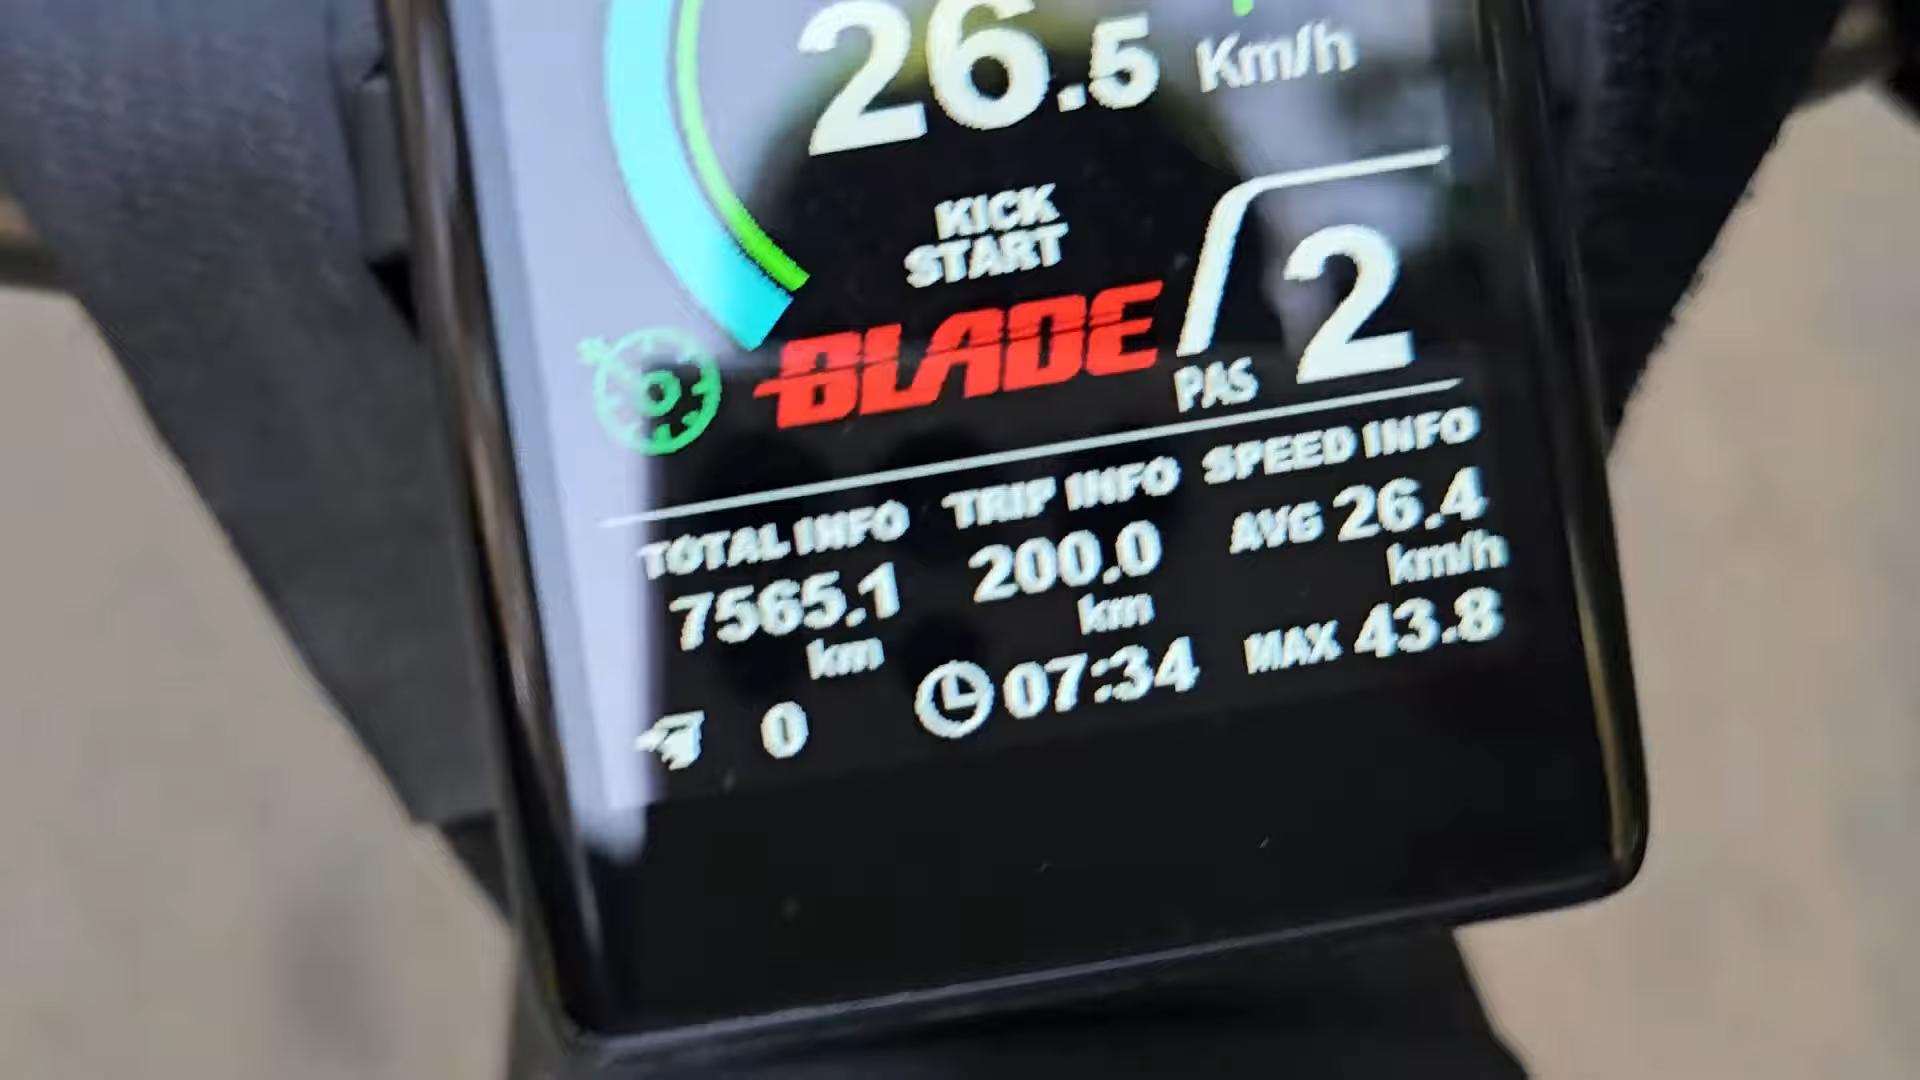 26.5 Km/h
KICK
START
BLADE
PAS 2
TOTAL INFO TRIP INFO SPEED INFO
7565.1 km
200.0 km
AVG 26.4 km/h
0
07:34
MAX 43.8